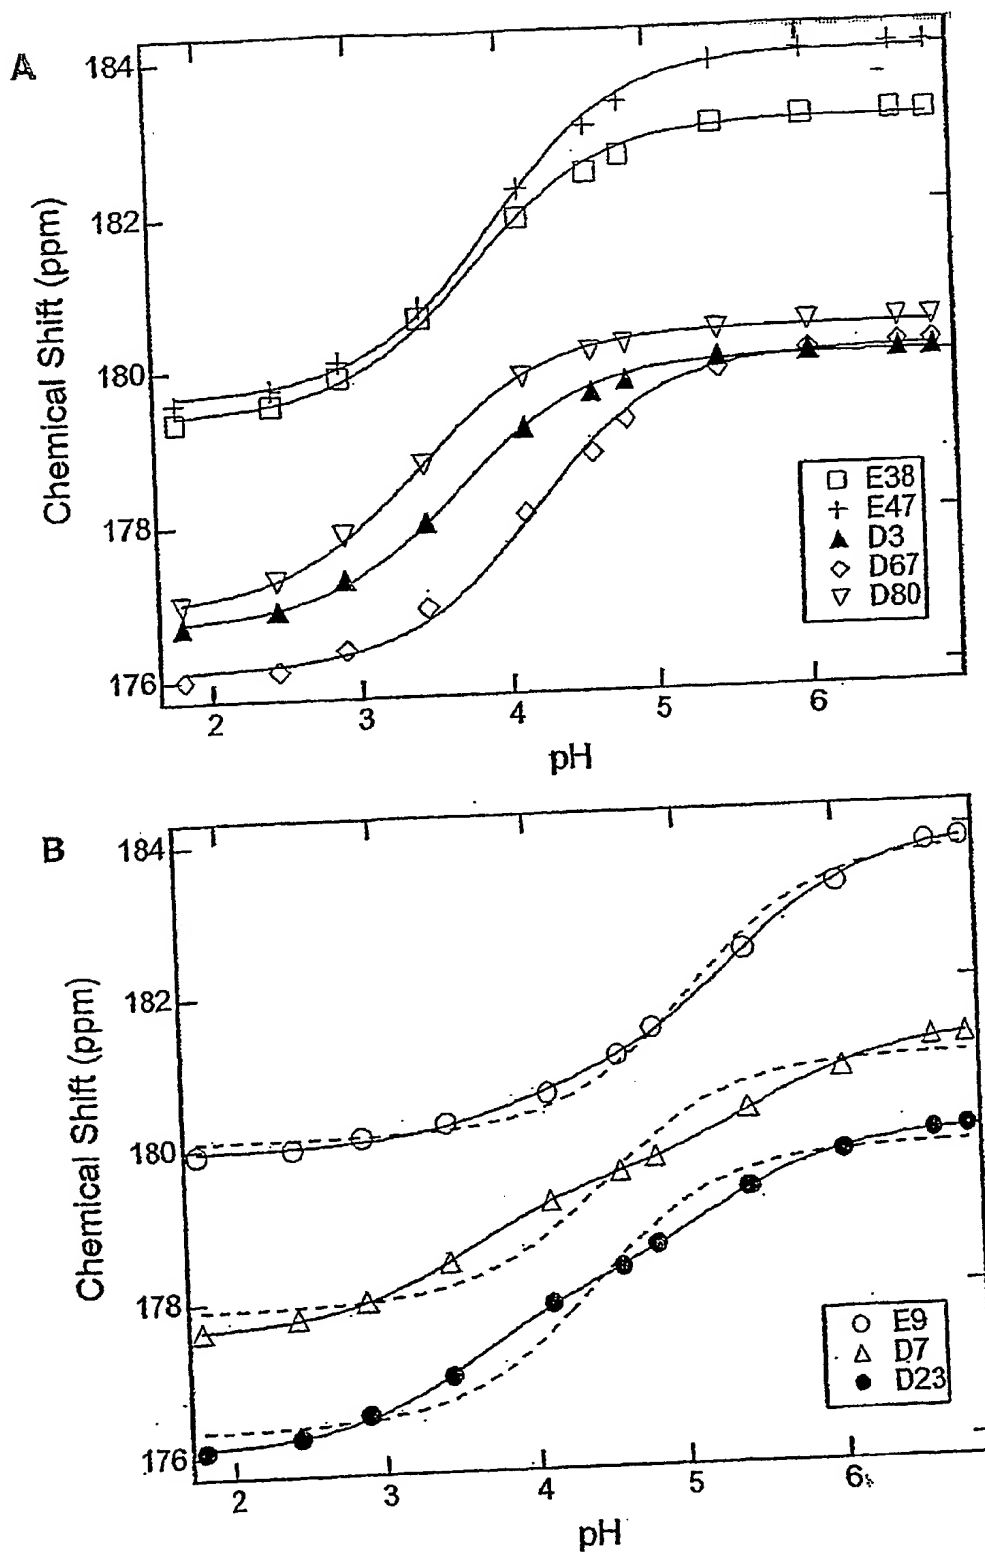 A
184
182
180
178
176
Chemical Shift (ppm)
2 3 4 5 6
pH
E38
E47
D3
D67
D80
B
184
182
180
178
176
Chemical Shift (ppm)
2 3 4 5 6
pH
E9
D7
D23